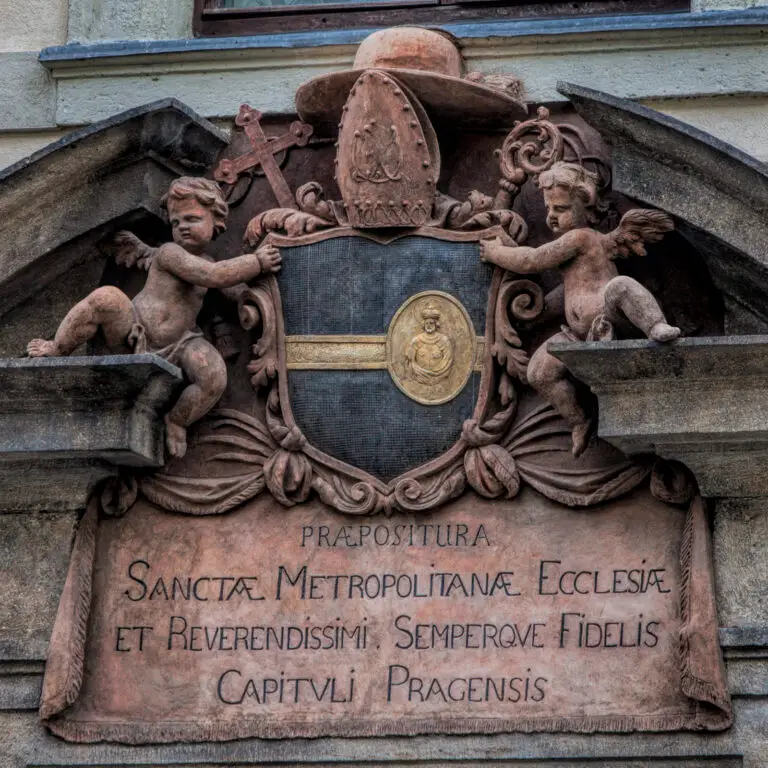 PRÆPOSITURA
SANCTÆ METROPOLITANÆ ECCLESIÆ
ET REVERENDISSIMI. SEMPERQVE FIDELIS
CAPITVLI PRAGENSIS